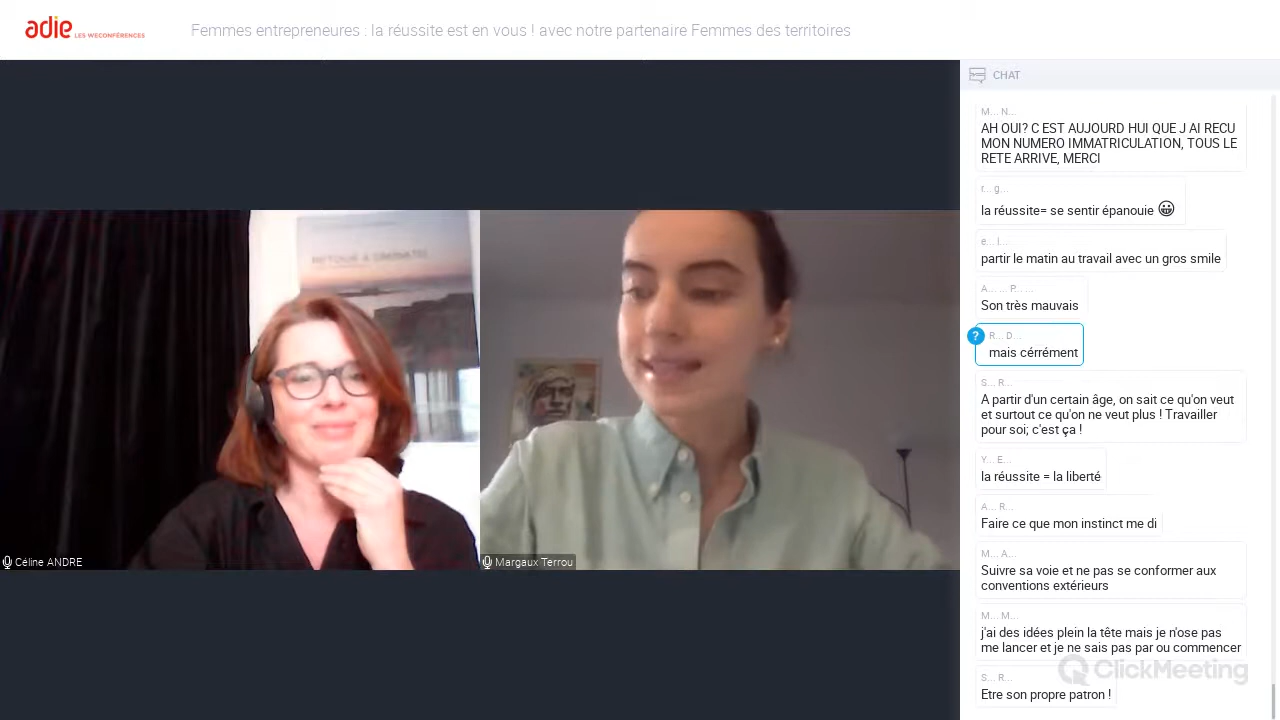 adie LES WECONFÉRENCES
Femmes entrepreneures : la réussite est en vous ! avec notre partenaire Femmes des territoires
CHAT
M... N...
AH OUI? C EST AUJOURD HUI QUE J AI RECU
MON NUMERO IMMATRICULATION, TOUS LE
RETE ARRIVE, MERCI
r... g...
la réussite= se sentir épanouie 😀
e... l...
partir le matin au travail avec un gros smile
A... ... P... ...
Son très mauvais
?
R... D...
mais cérrément
S... R...
A partir d'un certain âge, on sait ce qu'on veut
et surtout ce qu'on ne veut plus ! Travailler
pour soi; c'est ça !
Y... E...
la réussite = la liberté
A... R...
Faire ce que mon instinct me di
M... A...
Suivre sa voie et ne pas se conformer aux
conventions extérieurs
M... M...
j'ai des idées plein la tête mais je n'ose pas
me lancer et je ne sais pas par ou commencer
ClickMeeting
S... R...
Etre son propre patron !
Céline ANDRE
Margaux Terrou